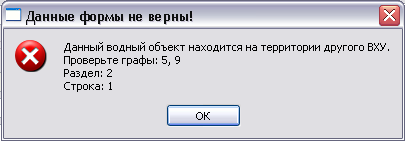 Данные формы не верны!
Данный водный объект находится на территории другого ВХУ.
Проверьте графы: 5, 9
Раздел: 2
Строка: 1
OK